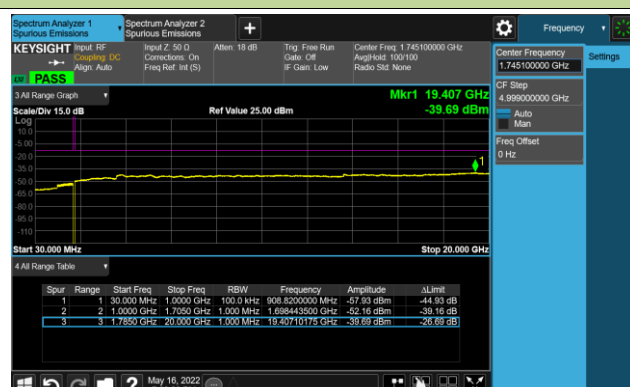 Spectrum Analyzer 1
Spurious Emissions
Spectrum Analyzer 2
Spurious Emissions
+
Frequency
KEYSIGHT
Input: RF
Coupling: DC
Align: Auto
Input Z: 50 Ω
Corrections: On
Freq Ref: Int (S)
Atten: 18 dB
Trig: Free Run
Gate: Off
IF Gain: Low
Center Freq: 1.745100000 GHz
Avg|Hold: 100/100
Radio Std: None
PASS
Center Frequency
1.745100000 GHz
Settings
CF Step
4.999000000 GHz
Auto
Man
Freq Offset
0 Hz
3 All Range Graph
Mkr1 19.407 GHz
-39.69 dBm
Scale/Div 15.0 dB
Ref Value 25.00 dBm
Log
10.0
-5.00
-20.0
-35.0
-50.0
-65.0
-80.0
-95.0
-110
1
Start 30.000 MHz
Stop 20.000 GHz
4 All Range Table
Spur Range Start Freq Stop Freq RBW Frequency Amplitude ΔLimit
1 1 30.000 MHz 1.0000 GHz 100.0 kHz 908.8200000 MHz -57.93 dBm -44.93 dB
2 2 1.0000 GHz 1.7050 GHz 1.000 MHz 1.698443500 GHz -52.16 dBm -39.16 dB
3 3 1.7850 GHz 20.000 GHz 1.000 MHz 19.40710175 GHz -39.69 dBm -26.69 dB
?
May 16, 2022